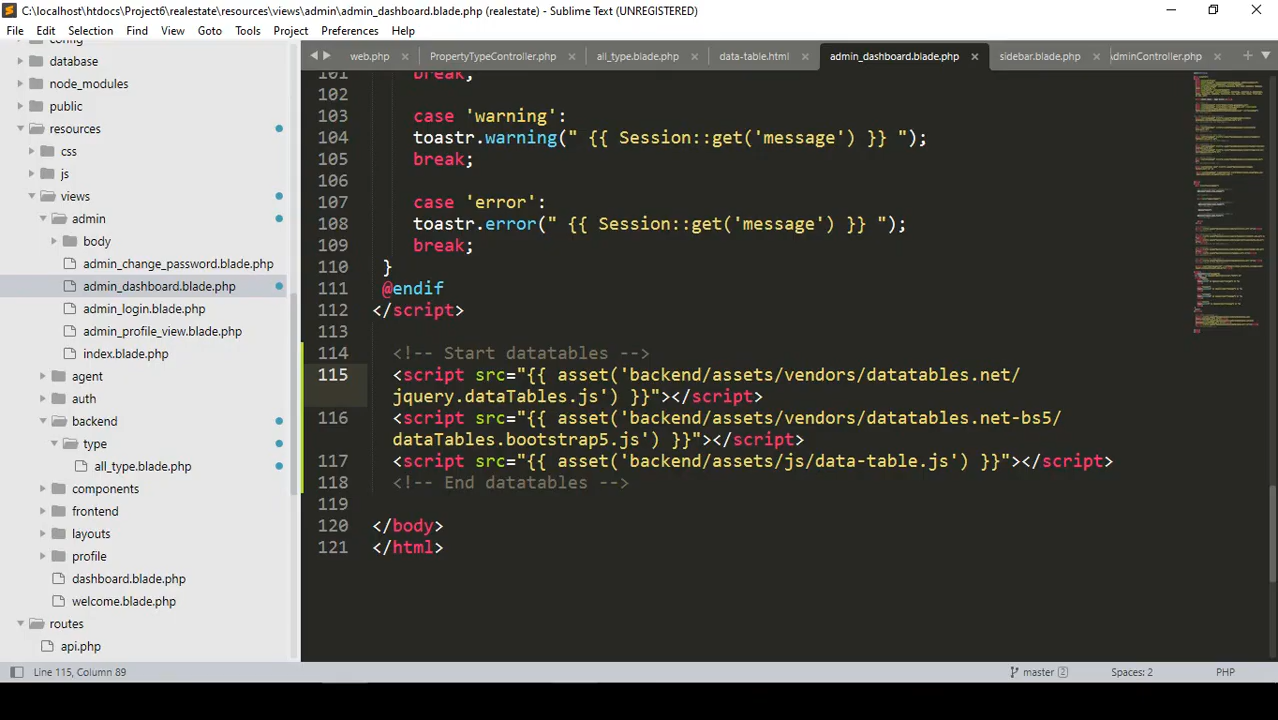 C:\localhost\htdocs\Project6\realestate\resources\views\admin\admin_dashboard.blade.php (realestate) - Sublime Text (UNREGISTERED)
File Edit Selection Find View Goto Tools Project Preferences Help
web.php PropertyTypeController.php all_type.blade.php data-table.html admin_dashboard.blade.php sidebar.blade.php AdminController.php
config
database
node_modules
public
resources
css
js
views
admin
body
admin_change_password.blade.php
admin_dashboard.blade.php
admin_login.blade.php
admin_profile_view.blade.php
index.blade.php
agent
auth
backend
type
all_type.blade.php
components
frontend
layouts
profile
dashboard.blade.php
welcome.blade.php
routes
api.php
101 break;
102
103 case 'warning':
104 toastr.warning(" {{ Session::get('message') }} ");
105 break;
106
107 case 'error':
108 toastr.error(" {{ Session::get('message') }} ");
109 break;
110 }
111 @endif
112 </script>
113
114 <!-- Start datatables -->
115 <script src="{{ asset('backend/assets/vendors/datatables.net/
jquery.dataTables.js') }}"></script>
116 <script src="{{ asset('backend/assets/vendors/datatables.net-bs5/
dataTables.bootstrap5.js') }}"></script>
117 <script src="{{ asset('backend/assets/js/data-table.js') }}"></script>
118 <!-- End datatables -->
119
120 </body>
121 </html>
Line 115, Column 89 master 2 Spaces: 2 PHP